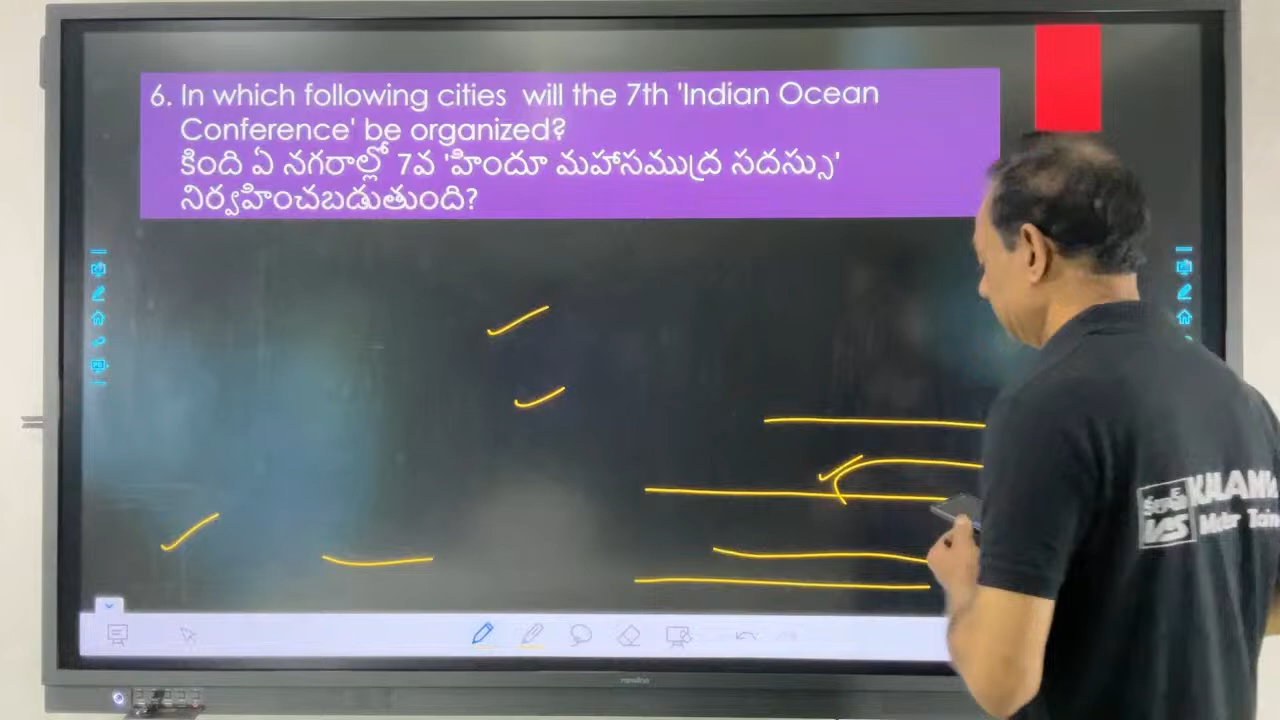 6. In which following cities will the 7th 'Indian Ocean
Conference' be organized?
కింది ఏ నగరాల్లో 7వ 'హిందూ మహాసముద్ర సదస్సు'
నిర్వహించబడుతుంది?